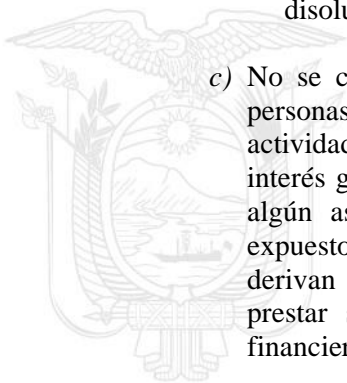 disolu
c) No se c
personas
actividad
interés g
algún as
expuesto
derivan
prestar
financier